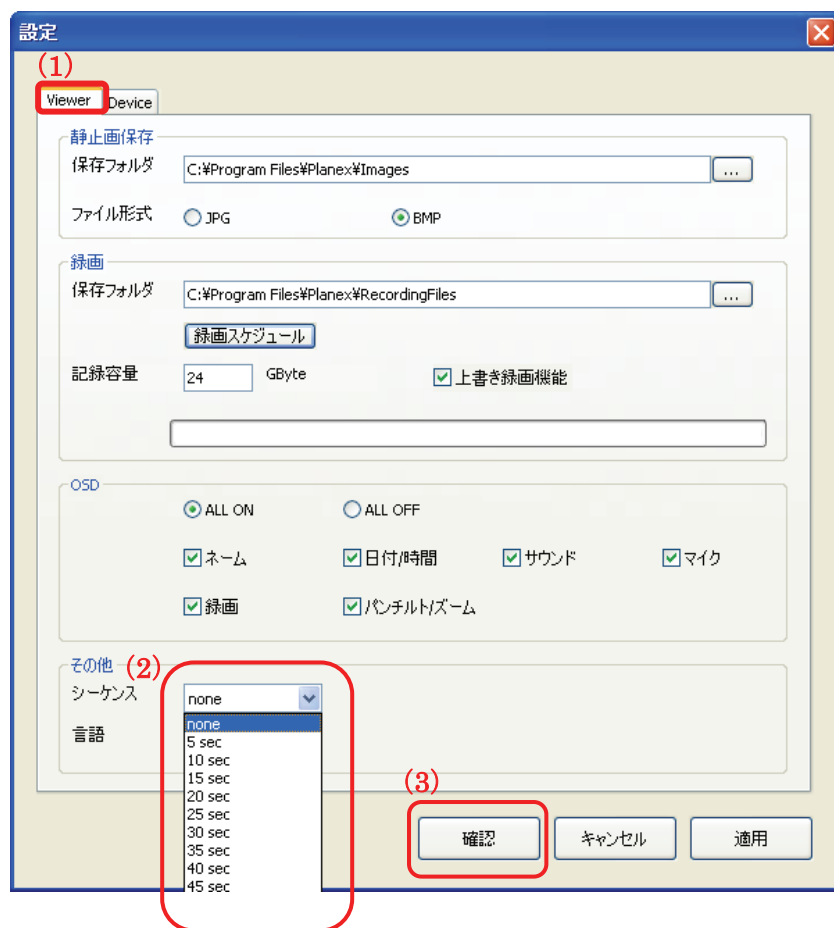 設定
(1)
Viewer Device
静止画保存
保存フォルダ C:¥Program Files¥Planex¥Images ...
ファイル形式 JPG BMP
録画
保存フォルダ C:¥Program Files¥Planex¥RecordingFiles ...
録画スケジュール
記録容量 24 GByte 上書き録画機能
OSD
ALL ON ALL OFF
ネーム 日付/時間 サウンド マイク
録画 パンチルト/ズーム
その他 (2)
シーケンス none
none
言語
5 sec
10 sec
15 sec
20 sec
25 sec
30 sec
35 sec
40 sec
45 sec
(3)
確認 キャンセル 適用